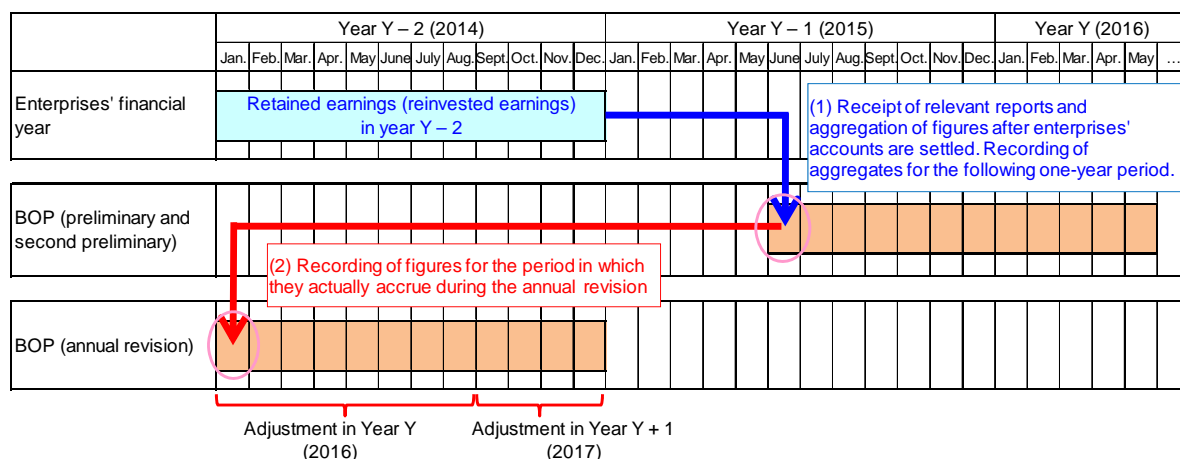 Year Y – 2 (2014) Year Y – 1 (2015) Year Y (2016)
Jan. Feb. Mar. Apr. May June July Aug. Sept. Oct. Nov. Dec. Jan. Feb. Mar. Apr. May June July Aug. Sept. Oct. Nov. Dec. Jan. Feb. Mar. Apr. May ...
Enterprises' financial
year
Retained earnings (reinvested earnings)
in year Y – 2
(1) Receipt of relevant reports and
aggregation of figures after enterprises'
accounts are settled. Recording of
aggregates for the following one-year period.
BOP (preliminary and
second preliminary)
(2) Recording of figures for the period in which
they actually accrue during the annual revision
BOP (annual revision)
Adjustment in Year Y
(2016)
Adjustment in Year Y + 1
(2017)